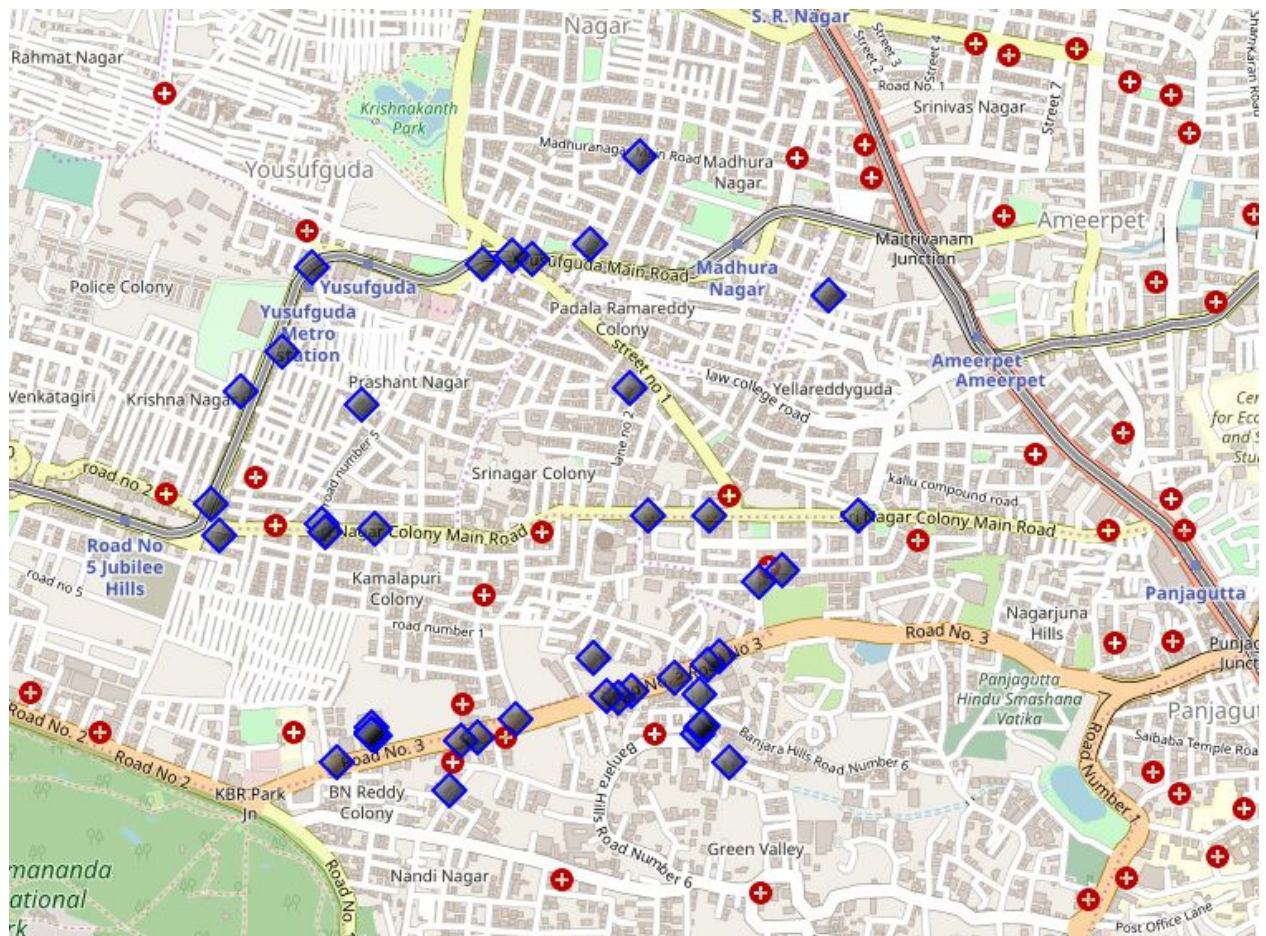 S. R. Nagar
Nagar
Rahmat Nagar
Street 3
Street 2
Street 4
Road No. 1
Street 7
Srinivas Nagar
Krishnakanth
Park
Yousufguda
Madhura
Nagar
Ameerpet
Maitrivanam
Junction
Police Colony
Yusufguda
Main Road
Madhura
Nagar
Yusufguda
Metro
station
Padala Ramareddy
Colony
street no 1
Ameerpet
Ameerpet
law college road
Yellareddyguda
Prashant Nagar
Venkatagiri
Krishna Nagar
lane no 2
road number 5
Srinagar Colony
road no 2
kallu compound road
Nagar Colony Main Road
Nagar Colony Main Road
Road No
5 Jubilee
Hills
road no 5
Kamalapuri
Colony
Panjagutta
road number 1
Nagarjuna
Hills
Road No. 3
No 3
Panjagutta
Hindu Smashana
Vatika
Road No. 2
Road No 2
Road No. 3
Banjara Hills Road Number 6
Saibaba Temple
Road Number 1
KBR Park
Jn
BN Reddy
Colony
Banjara Hills Road Number 6
Green Valley
Nandi Nagar
Post Office Lane